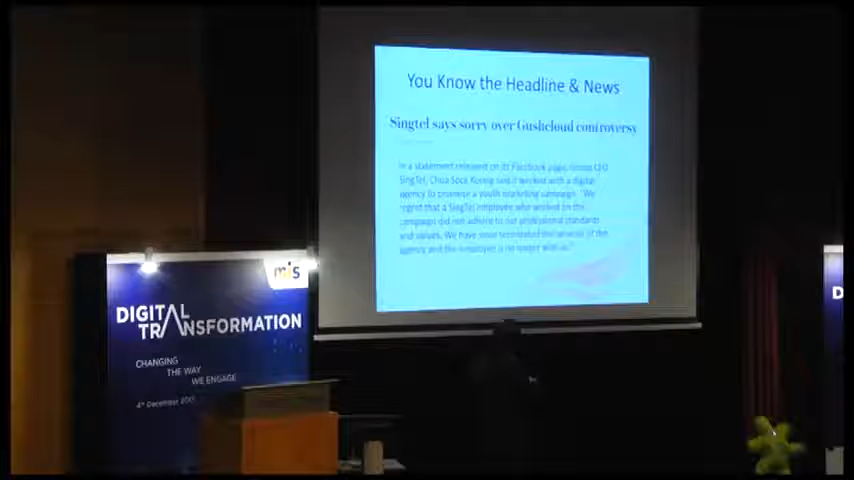 You Know the Headline & News
Singtel says sorry over Gushcloud controversy
In a statement released on its Facebook page, Group CEO
SingTel, Chua Sock Koong said it worked with a digital
agency to promote a youth marketing campaign. "We
regret that a SingTel employee who worked on the
campaign did not adhere to our professional standards
and values. We have since terminated the services of the
agency and the employee is no longer with us."
mis
DIGITAL
TRANSFORMATION
CHANGING
THE WAY
WE ENGAGE
4th December
D